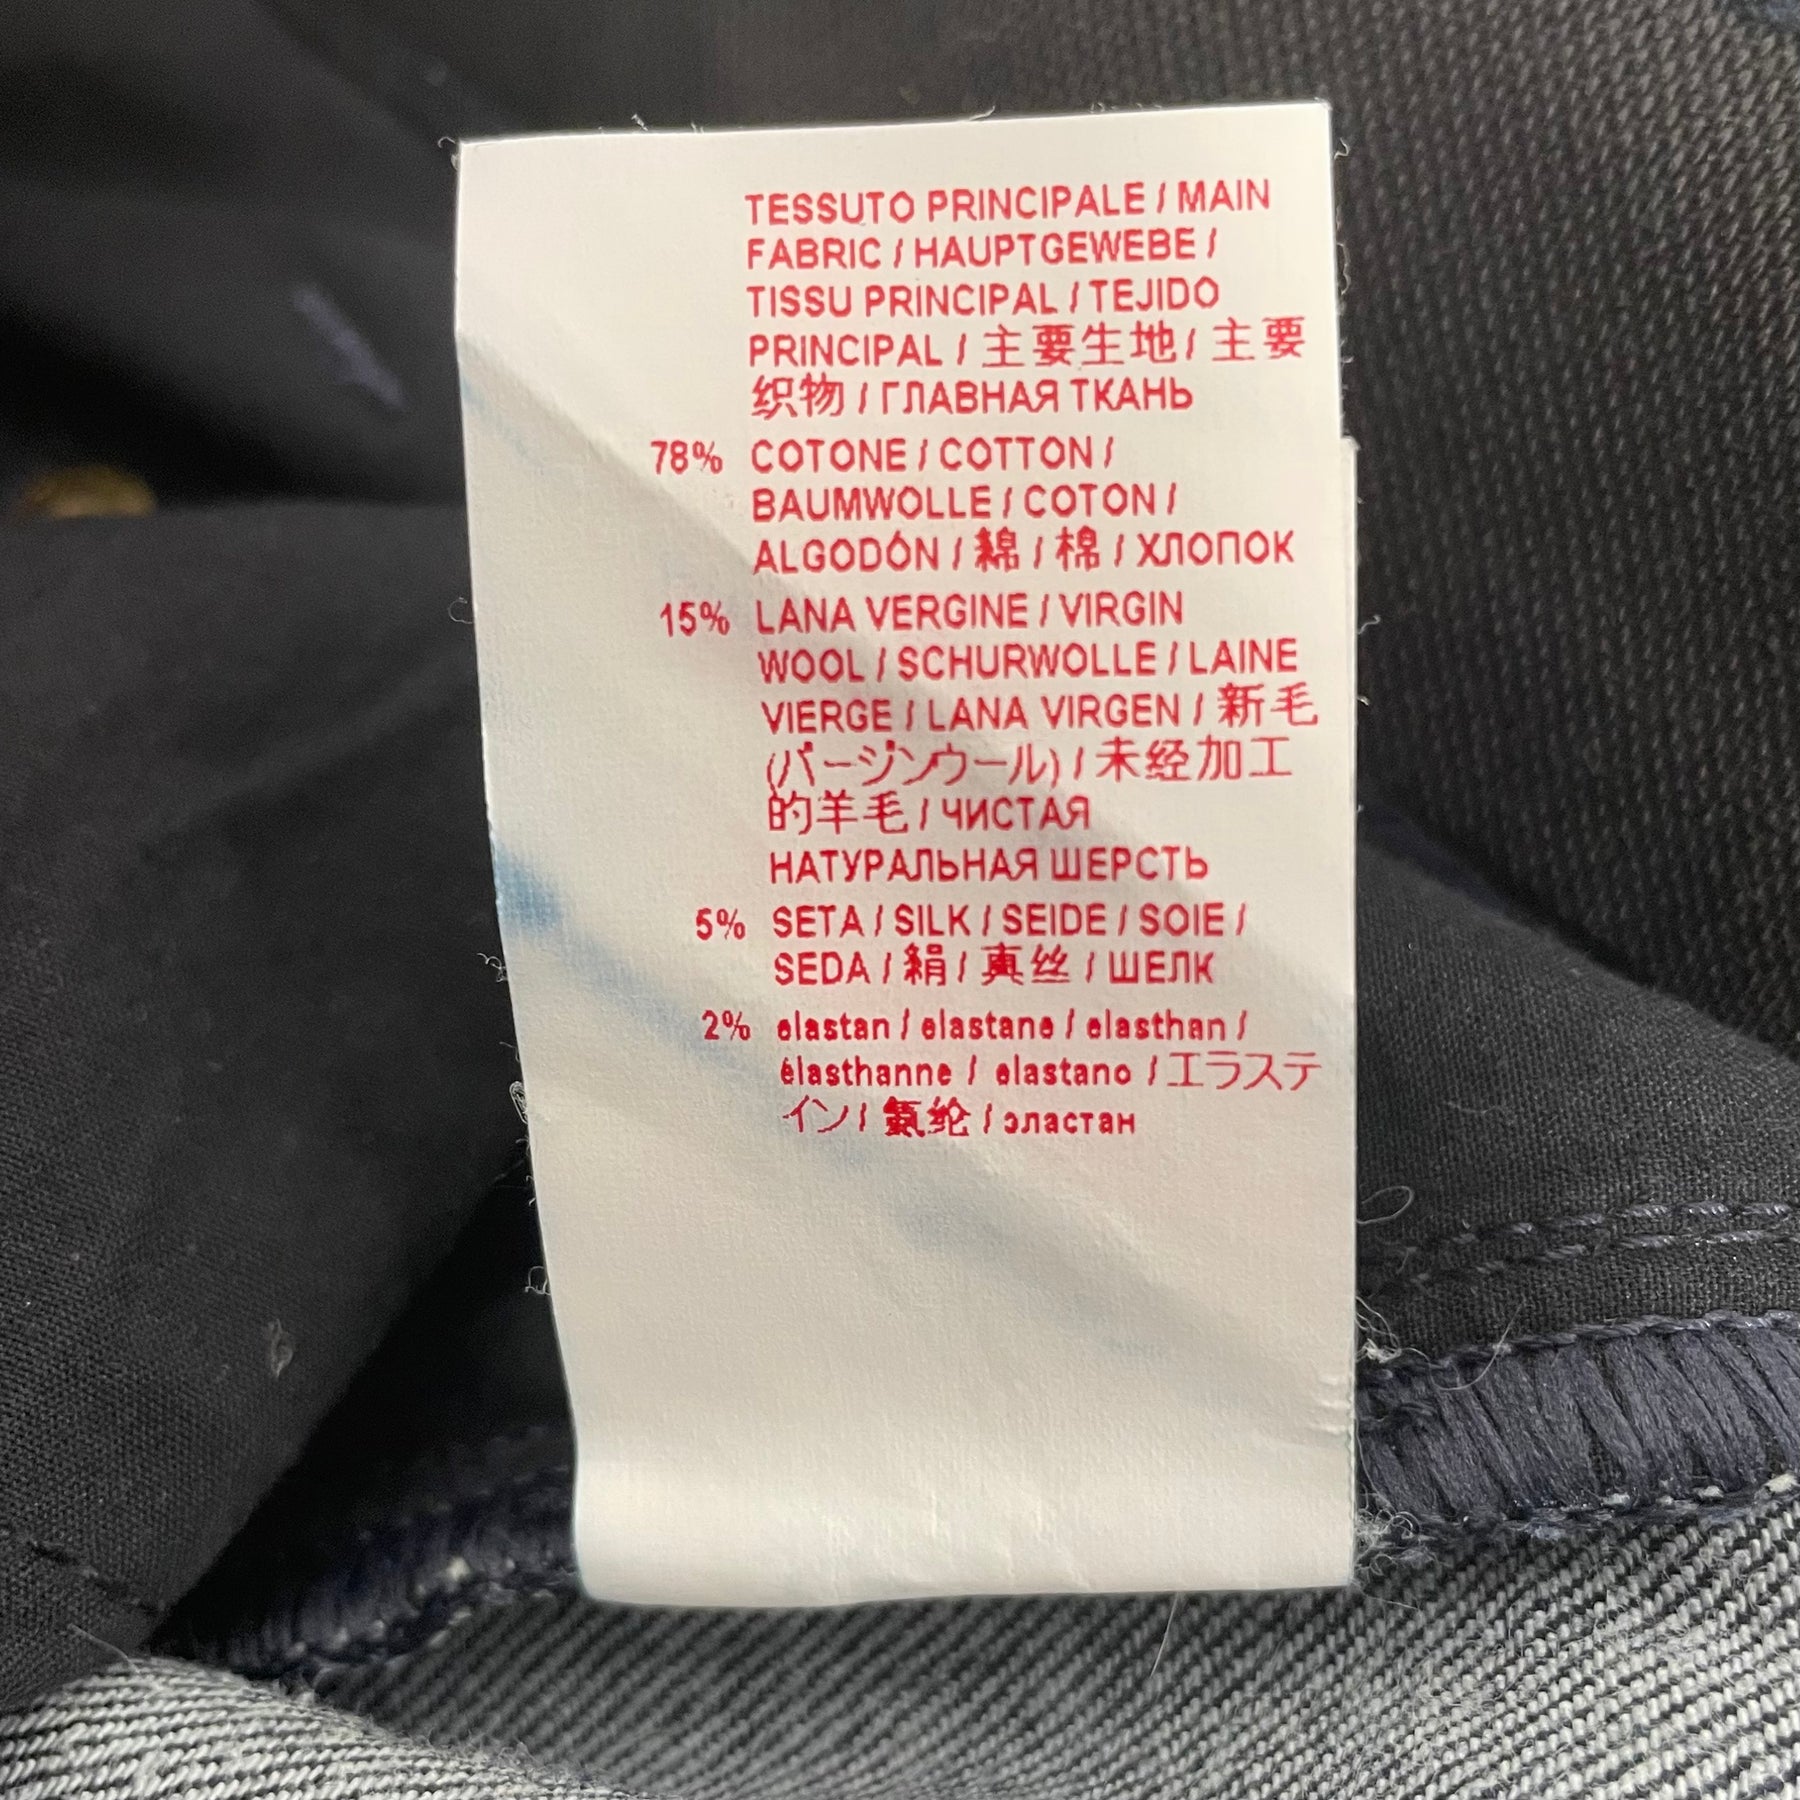 TESSUTO PRINCIPALE / MAIN
FABRIC / HAUPTGEWEBE /
TISSU PRINCIPAL / TEJIDO
PRINCIPAL / 主要生地 / 主要
织物 / ГЛАВНАЯ ТКАНЬ
78% COTONE / COTTON /
BAUMWOLLE / COTON /
ALGODÓN / 綿 / 棉 / ХЛОПОК
15% LANA VERGINE / VIRGIN
WOOL / SCHURWOLLE / LAINE
VIERGE / LANA VIRGEN / 新毛
(バージンウール) / 未经加工
的羊毛 / ЧИСТАЯ
НАТУРАЛЬНАЯ ШЕРСТЬ
5% SETA / SILK / SEIDE / SOIE /
SEDA / 絹 / 真丝 / ШЕЛК
2% elastan / elastane / elasthan /
élasthanne / elastano / エラステ
イン / 氨纶 / эластан